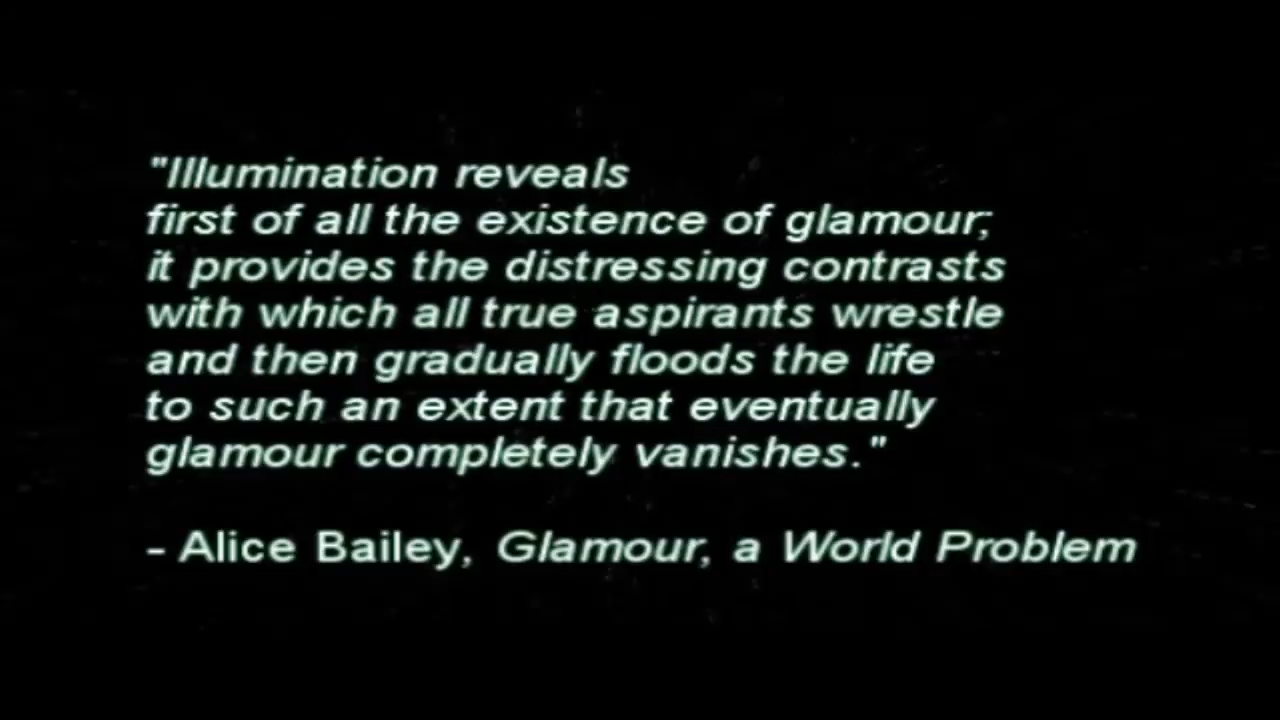 "Illumination reveals
first of all the existence of glamour;
it provides the distressing contrasts
with which all true aspirants wrestle
and then gradually floods the life
to such an extent that eventually
glamour completely vanishes."
- Alice Bailey, Glamour, a World Problem